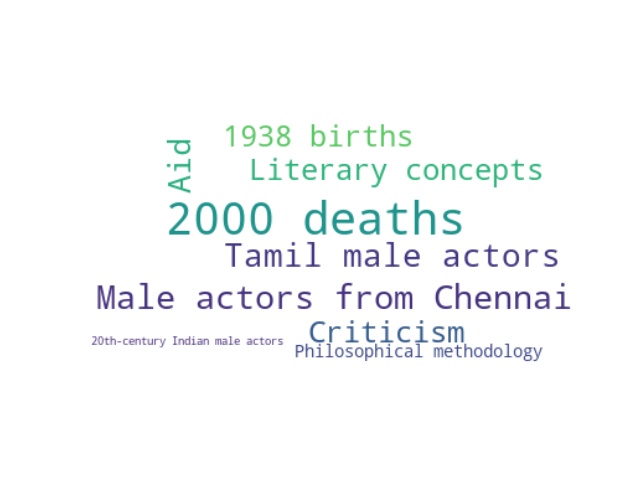 1938 births
Aid
Literary concepts
2000 deaths
Tamil male actors
Male actors from Chennai
Criticism
20th-century Indian male actors
Philosophical methodology